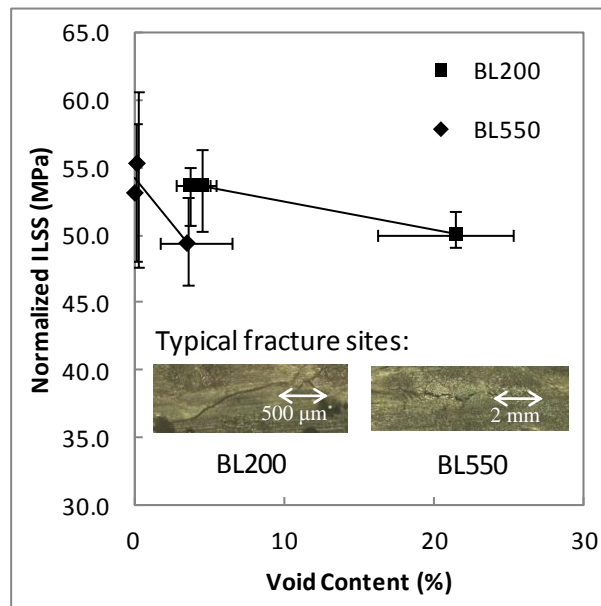 65.0
60.0
55.0
50.0
45.0
40.0
35.0
30.0
Normalized ILSS (MPa)
BL200
BL550
Typical fracture sites:
500 µm
2 mm
BL200
BL550
0
10
20
30
Void Content (%)